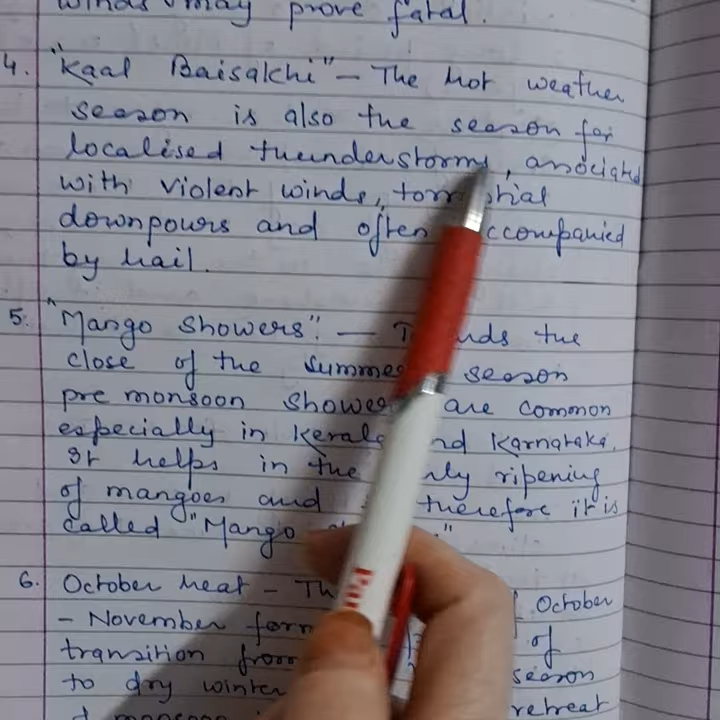 winds may prove fatal.
4. "Kaal Baisakhi" - The hot weather
season is also the season for
localised thunderstorms, associated
with violent winds,
downpours and often accompanied
by hail.
5. "Mango Showers": - the
close of the summer season
pre monsoon showers are common
especially in Kerala and Karnataka.
It helps in the ripening
of mangoes and therefore it is
called "Mango "
6. October heat - October
- November of
transition season
to dry winter
retreat